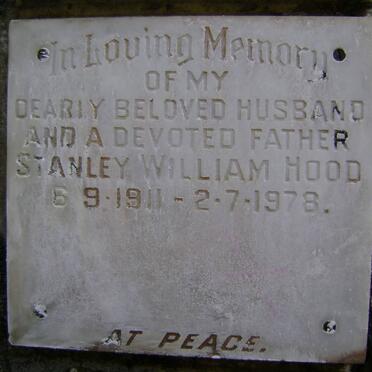 In Loving Memory
OF MY
DEARLY BELOVED HUSBAND
AND A DEVOTED FATHER
STANLEY WILLIAM HOOD
6 9·1911 - 2·7·1978.
AT PEACE.